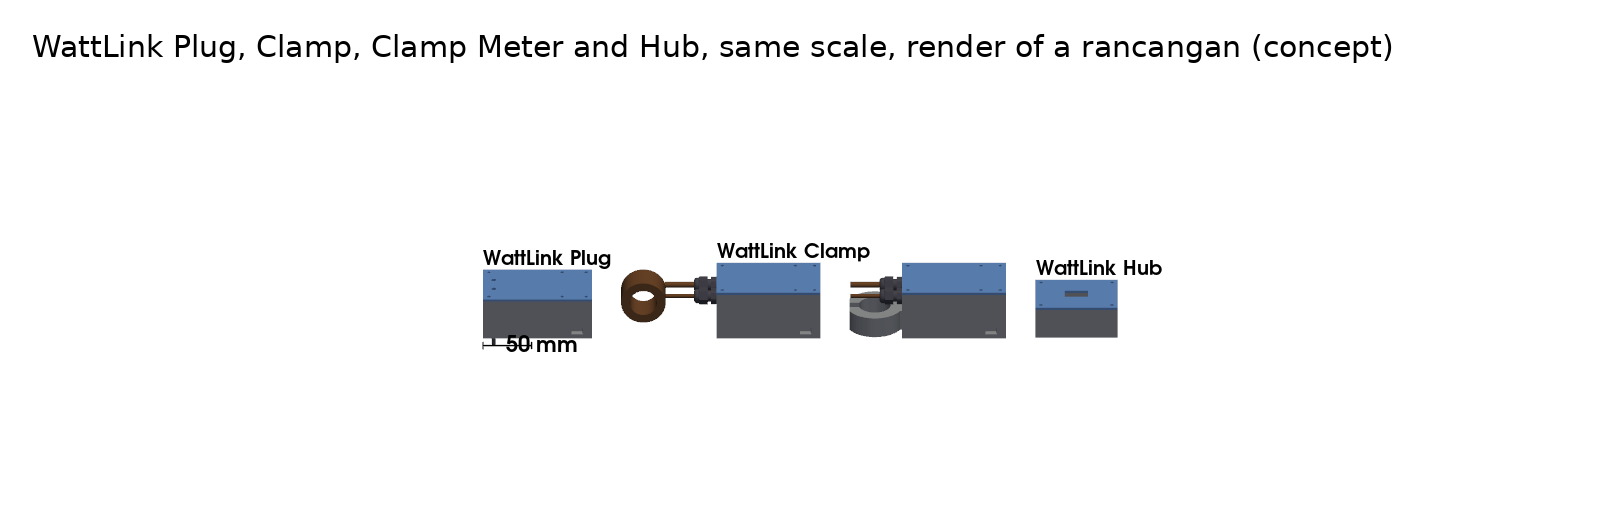 WattLink Plug, Clamp, Clamp Meter and Hub, same scale, render of a rancangan (concept)
WattLink Plug
WattLink Clamp
WattLink Hub
50 mm